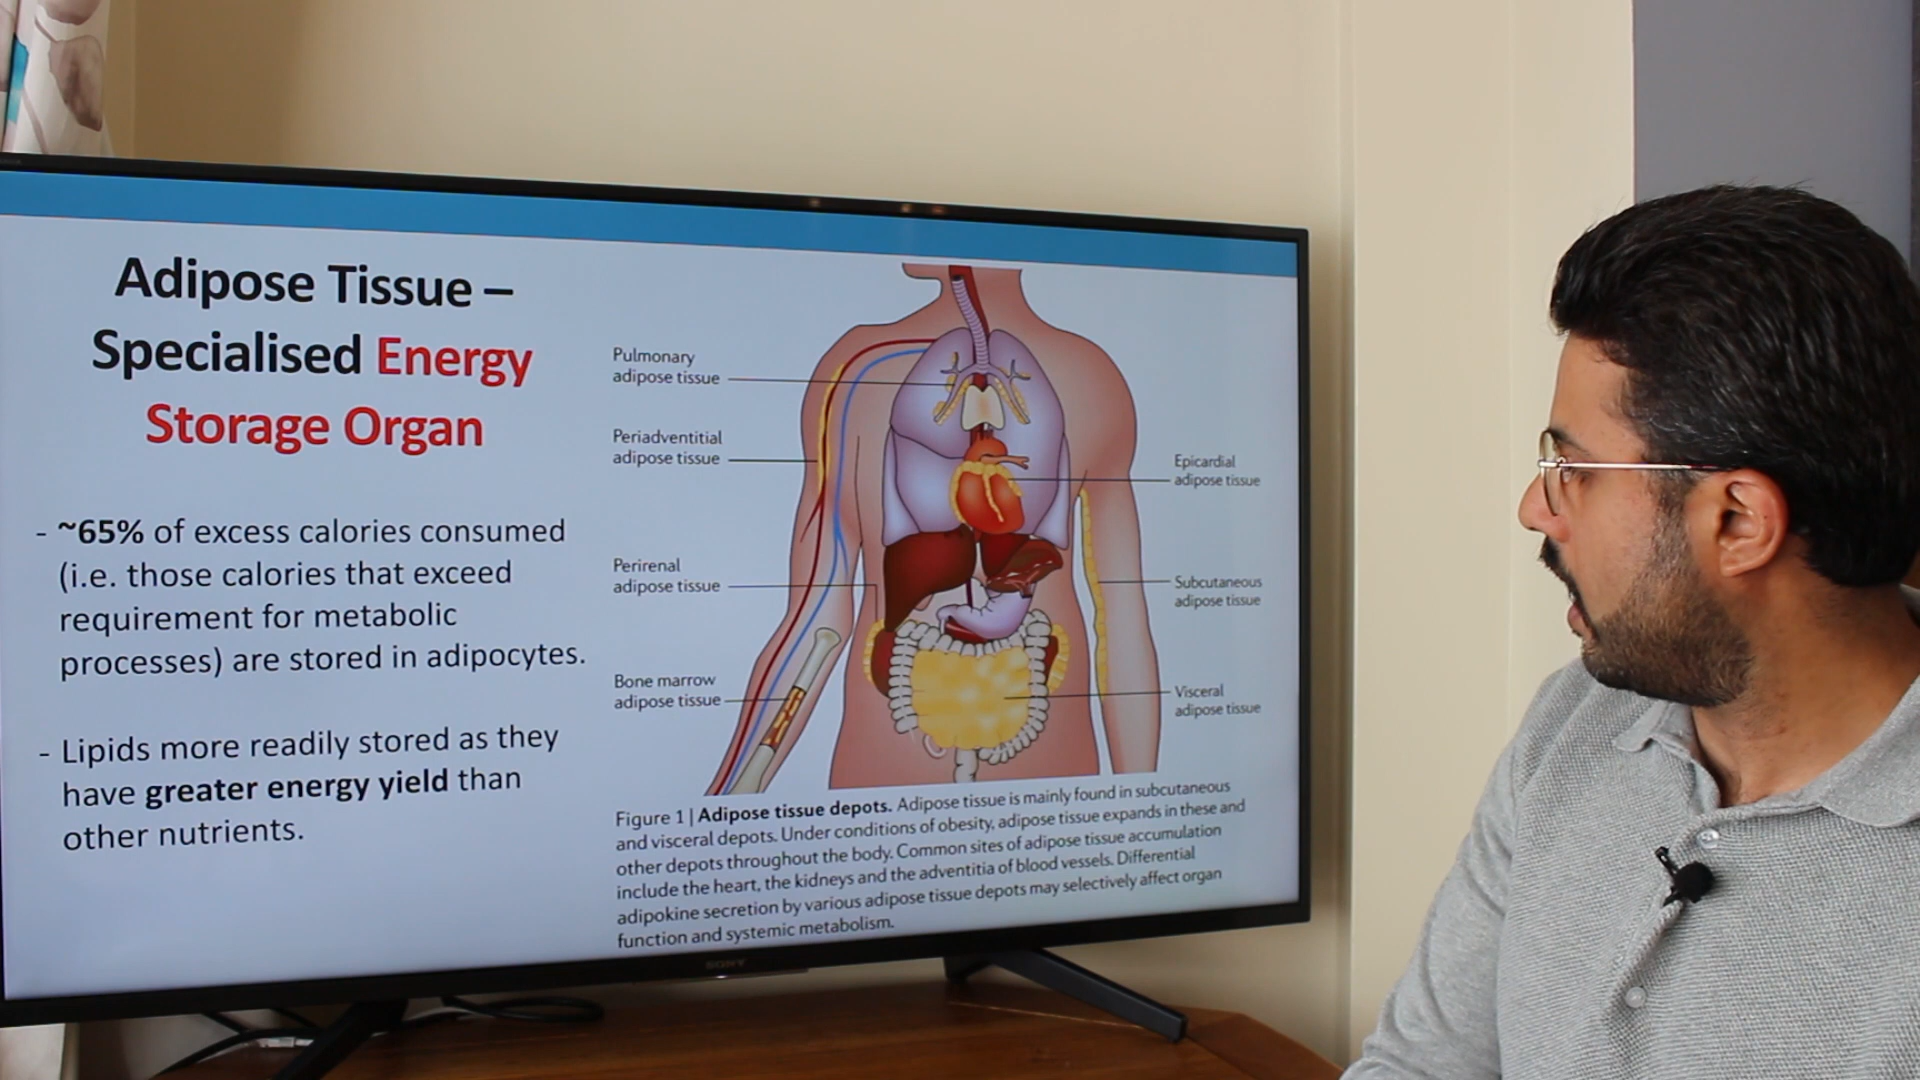 Adipose Tissue –
Specialised Energy
Storage Organ
- ~65% of excess calories consumed
(i.e. those calories that exceed
requirement for metabolic
processes) are stored in adipocytes.
- Lipids more readily stored as they
have greater energy yield than
other nutrients.
Pulmonary
adipose tissue
Periadventitial
adipose tissue
Perirenal
adipose tissue
Bone marrow
adipose tissue
Epicardial
adipose tissue
Subcutaneous
adipose tissue
Visceral
adipose tissue
Figure 1 | Adipose tissue depots. Adipose tissue is mainly found in subcutaneous
and visceral depots. Under conditions of obesity, adipose tissue expands in these and
other depots throughout the body. Common sites of adipose tissue accumulation
include the heart, the kidneys and the adventitia of blood vessels. Differential
adipokine secretion by various adipose tissue depots may selectively affect organ
function and systemic metabolism.
SONY